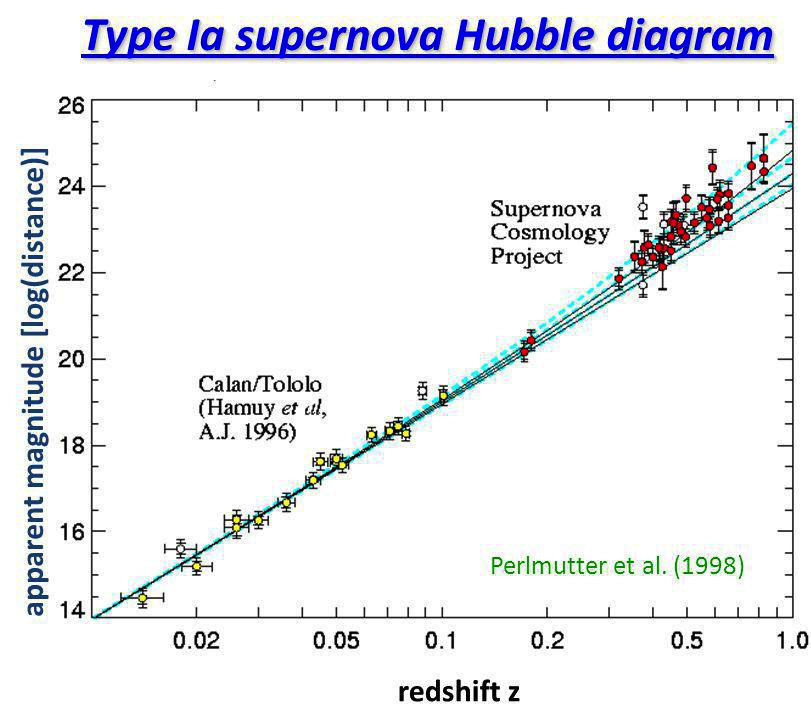 Type Ia supernova Hubble diagram
apparent magnitude [log(distance)]
26
24
22
20
18
16
14
Supernova
Cosmology
Project
Calan/Tololo
(Hamuy et al,
A.J. 1996)
Perlmutter et al. (1998)
0.02 0.05 0.1 0.2 0.5 1.0
redshift z